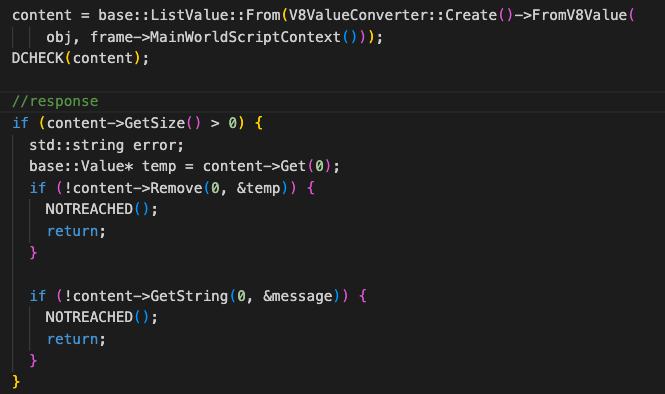 content = base::ListValue::From(V8ValueConverter::Create()->FromV8Value(
    obj, frame->MainWorldScriptContext()));
DCHECK(content);

//response
if (content->GetSize() > 0) {
  std::string error;
  base::Value* temp = content->Get(0);
  if (!content->Remove(0, &temp)) {
    NOTREACHED();
    return;
  }

  if (!content->GetString(0, &message)) {
    NOTREACHED();
    return;
  }
}